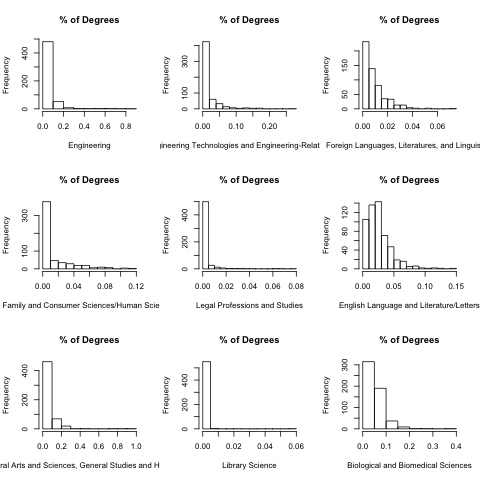 % of Degrees % of Degrees % of Degrees
Frequency
0 200 400
0.0 0.2 0.4 0.6 0.8
Engineering
Frequency
0 100 300
0.00 0.10 0.20
gineering Technologies and Engineering-Relat
Frequency
0 50 150
0.00 0.02 0.04 0.06
Foreign Languages, Literatures, and Linguis
% of Degrees % of Degrees % of Degrees
Frequency
0 100 300
0.00 0.04 0.08 0.12
Family and Consumer Sciences/Human Scie
Frequency
0 200 400
0.00 0.02 0.04 0.06 0.08
Legal Professions and Studies
Frequency
0 40 80 120
0.00 0.05 0.10 0.15
English Language and Literature/Letters
% of Degrees % of Degrees % of Degrees
Frequency
0 200 400
0.0 0.2 0.4 0.6 0.8 1.0
ral Arts and Sciences, General Studies and H
Frequency
0 200 400
0.00 0.02 0.04 0.06
Library Science
Frequency
0 100 200 300
0.0 0.1 0.2 0.3 0.4
Biological and Biomedical Sciences